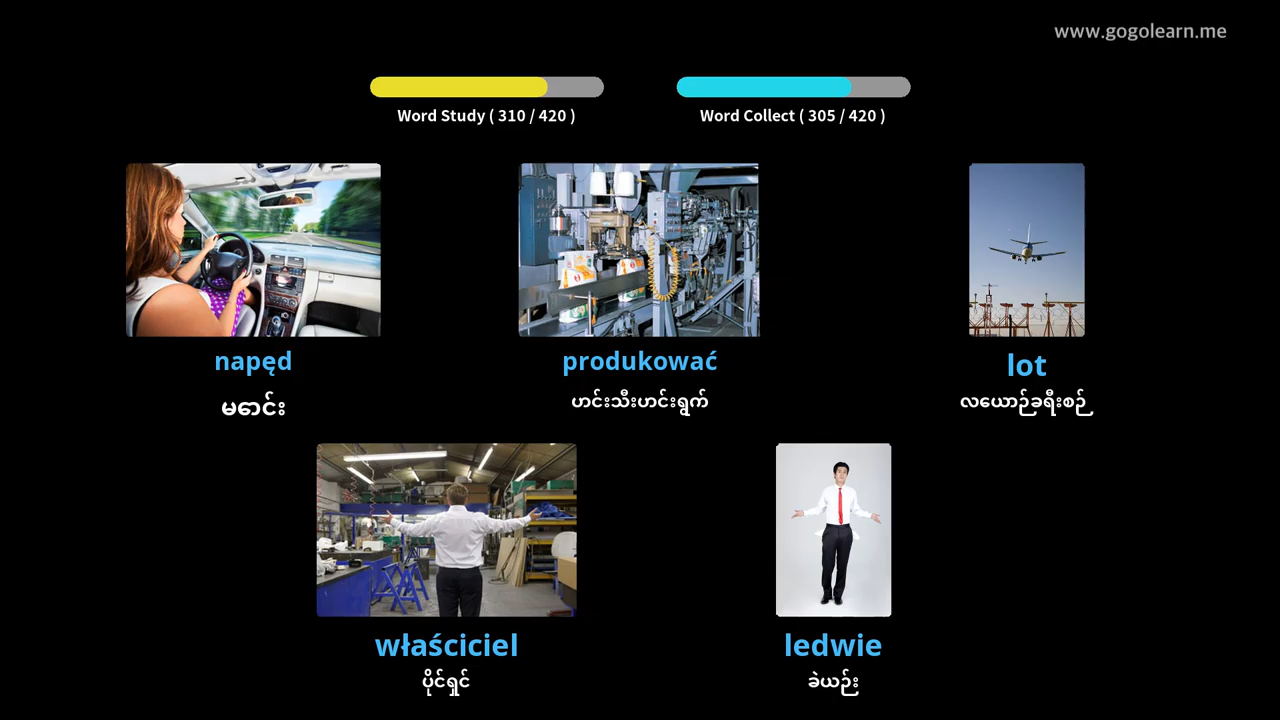 www.gogolearn.me
Word Study ( 310 / 420 )
Word Collect ( 305 / 420 )
napęd
produkować
lot
မောင်း
ဟင်းသီးဟင်းရွက်
လယောဉ်ခရီးစဉ်
właściciel
ledwie
ပိုင်ရှင်
ခဲယဉ်း